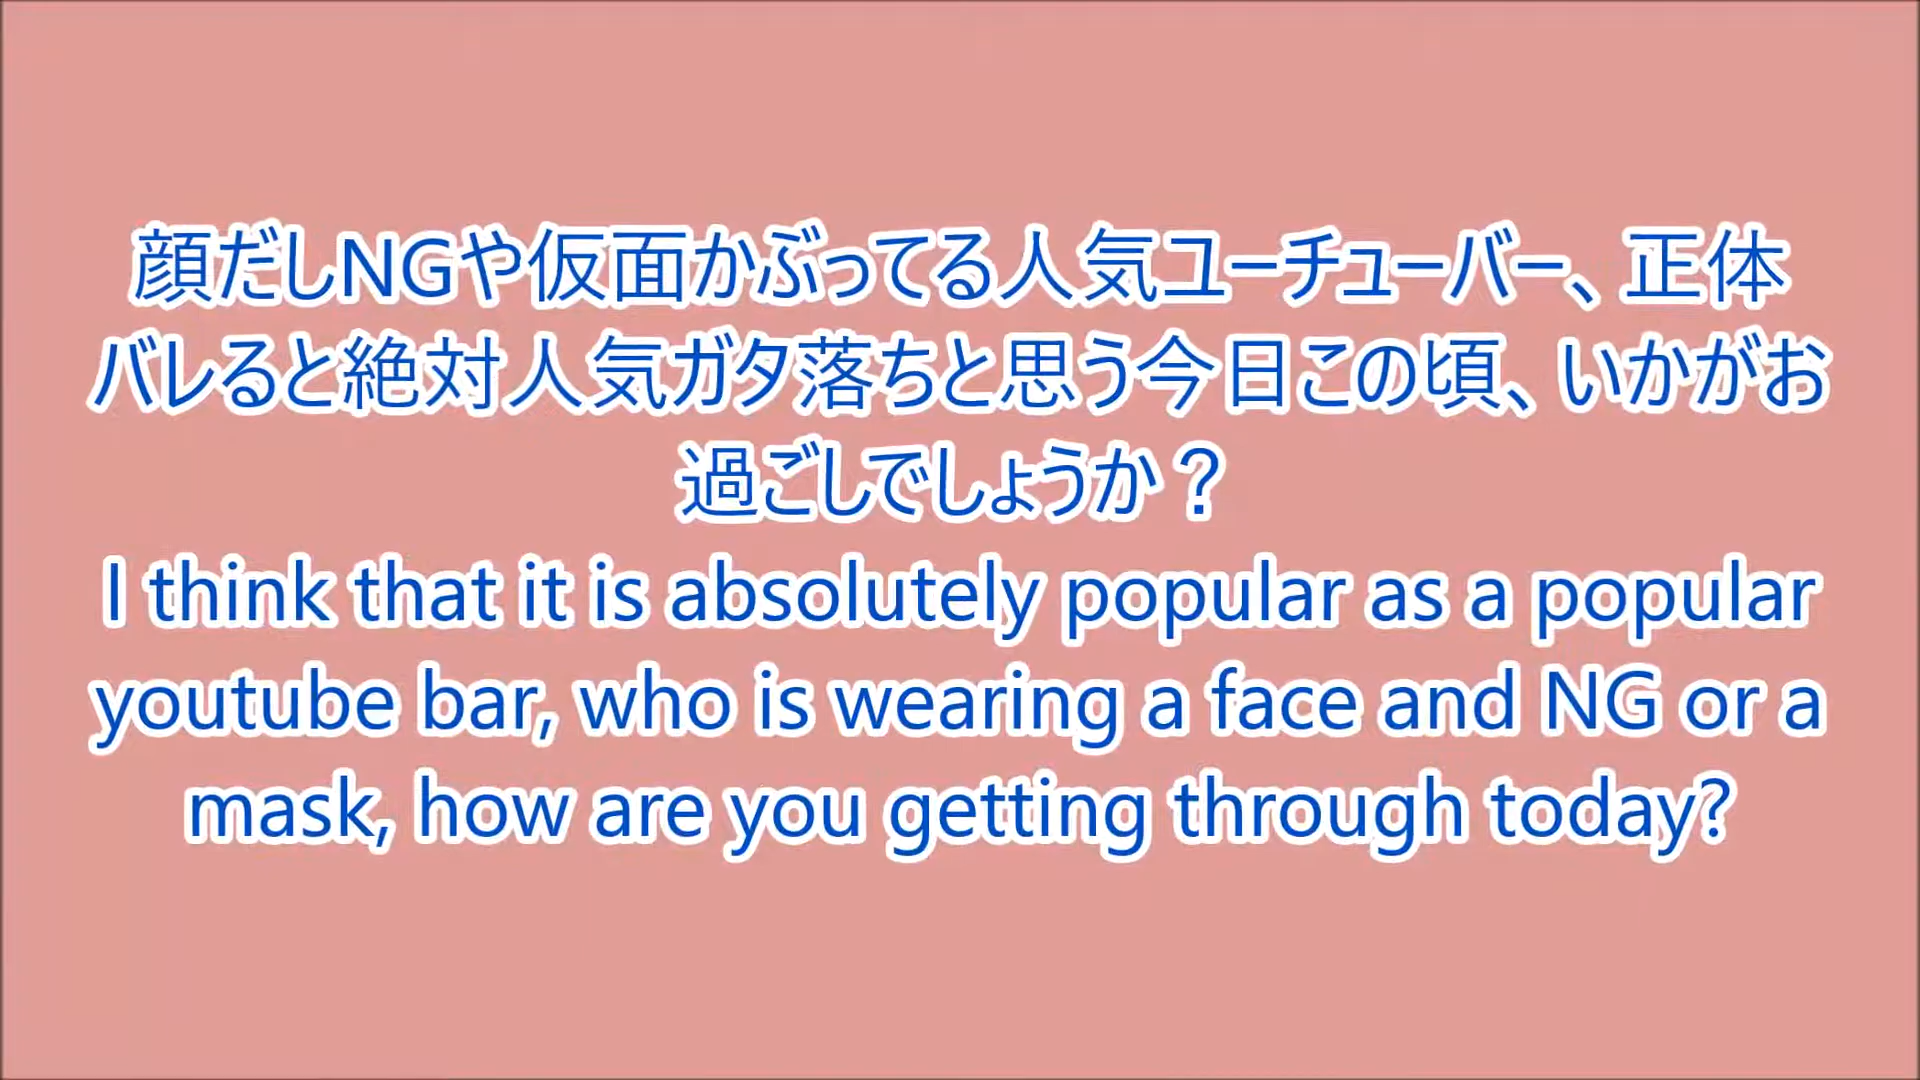 顔だしNGや仮面かぶってる人気ユーチューバー、正体
バレると絶対人気ガタ落ちと思う今日この頃、いかがお
過ごしでしょうか？
I think that it is absolutely popular as a popular
youtube bar, who is wearing a face and NG or a
mask, how are you getting through today?